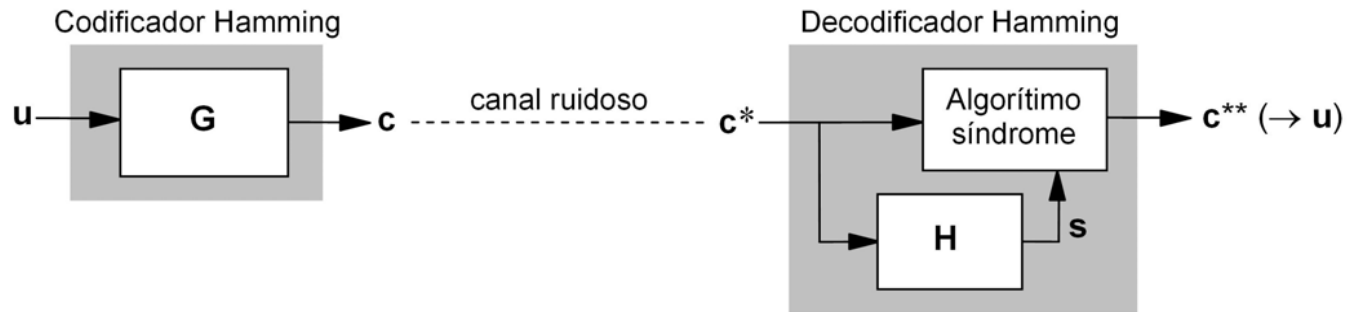 Codificador Hamming
Decodificador Hamming
u
G
c
canal ruidoso
c*
Algorítimo
síndrome
c** (→ u)
H
s